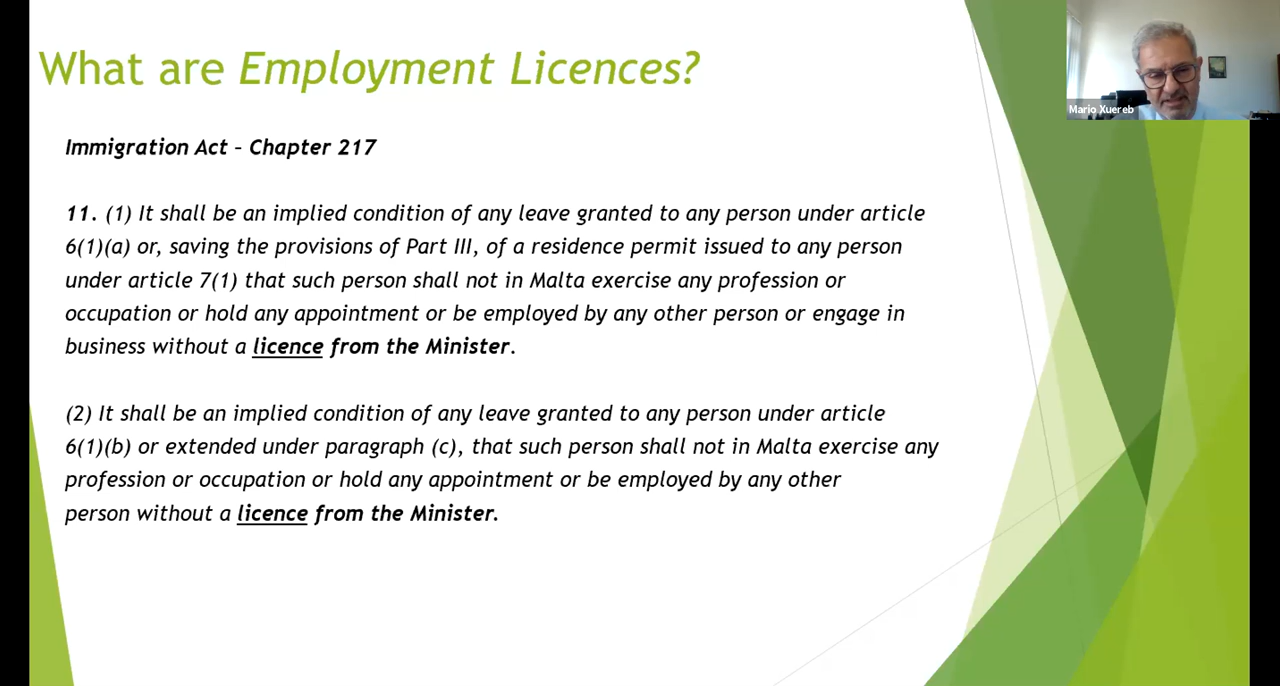 What are Employment Licences?
Mario Xuereb
Immigration Act – Chapter 217
11. (1) It shall be an implied condition of any leave granted to any person under article
6(1)(a) or, saving the provisions of Part III, of a residence permit issued to any person
under article 7(1) that such person shall not in Malta exercise any profession or
occupation or hold any appointment or be employed by any other person or engage in
business without a licence from the Minister.
(2) It shall be an implied condition of any leave granted to any person under article
6(1)(b) or extended under paragraph (c), that such person shall not in Malta exercise any
profession or occupation or hold any appointment or be employed by any other
person without a licence from the Minister.